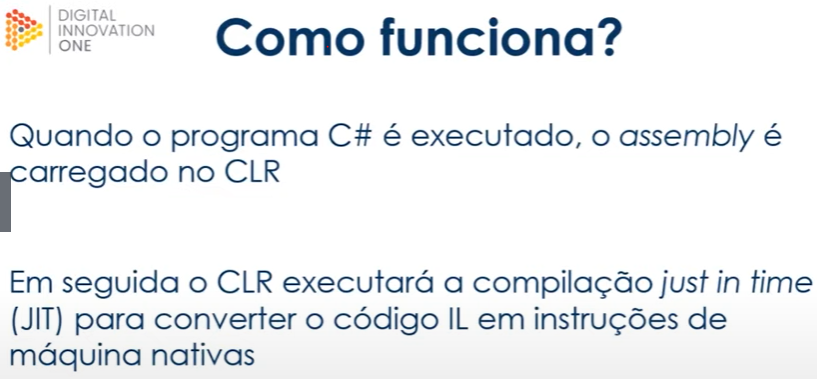 DIGITAL
INNOVATION
ONE
Como funciona?
Quando o programa C# é executado, o assembly é
carregado no CLR
Em seguida o CLR executará a compilação just in time
(JIT) para converter o código IL em instruções de
máquina nativas